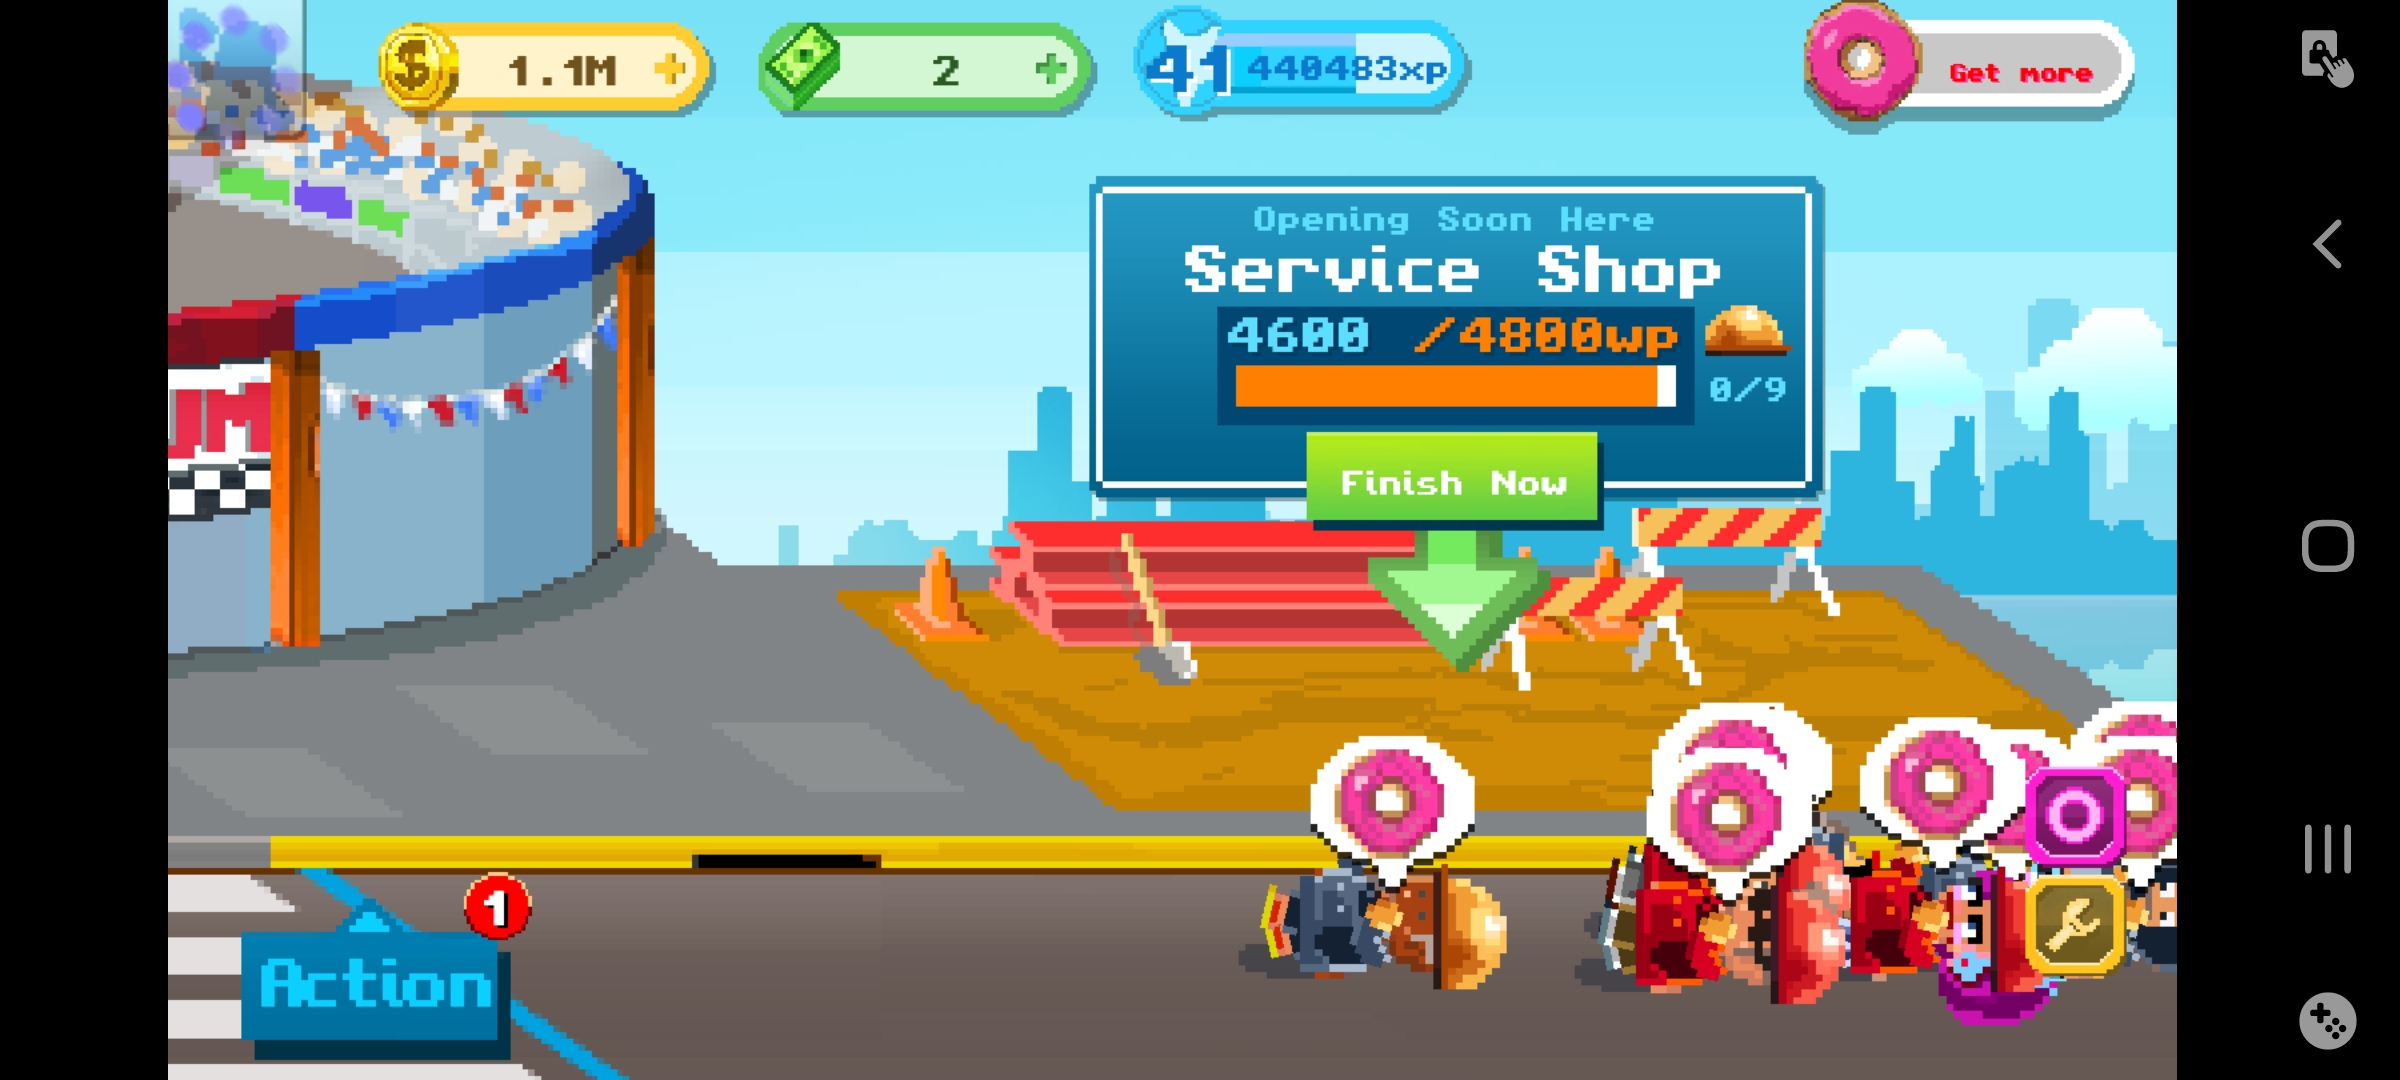 1.1M +
2 +
41 440483xp
Get more
Opening Soon Here
Service Shop
4600 /4800wp
0/9
Finish Now
1
Action